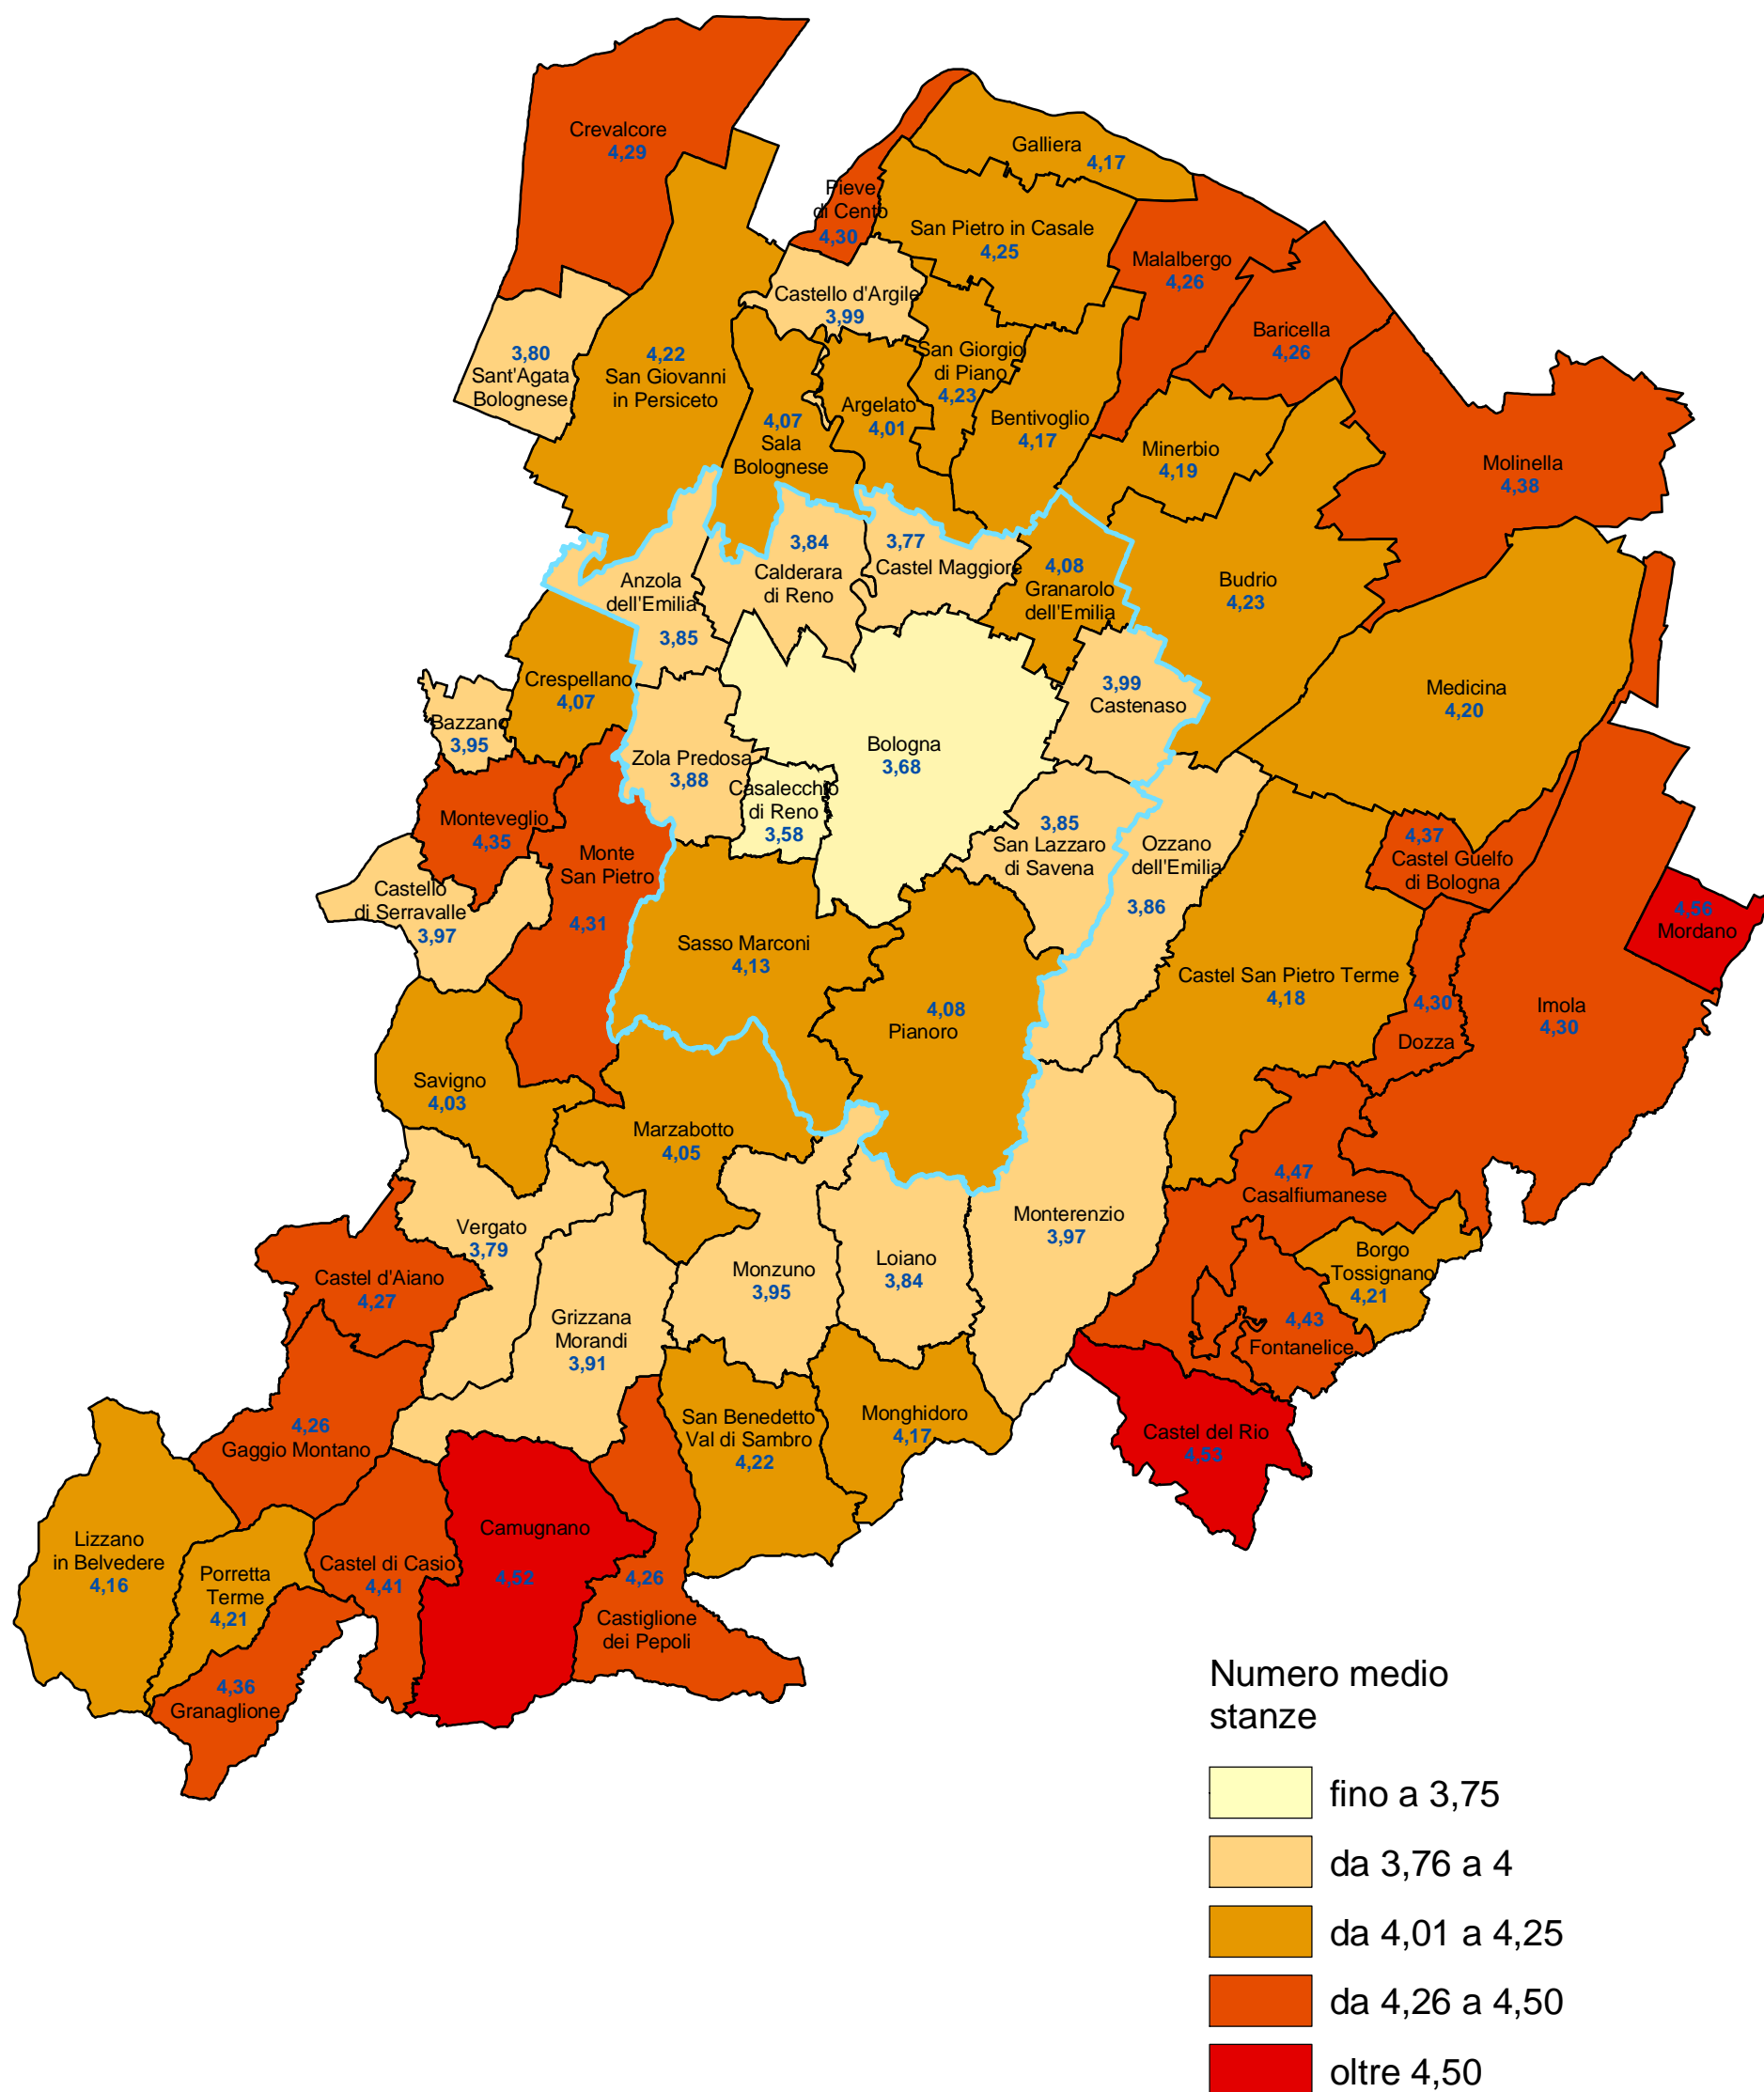 Crevalcore
4,29
Galliera
4,17
Pieve
di Cento
4,30
San Pietro in Casale
4,25
Malalbergo
4,26
Castello d'Argile
3,99
Baricella
4,26
3,80
Sant'Agata
Bolognese
4,22
San Giovanni
in Persiceto
San Giorgio
di Piano
4,23
4,07
Sala
Bolognese
Argelato
4,01
Bentivoglio
4,17
Minerbio
4,19
Molinella
4,38
3,84
Calderara
di Reno
3,77
Castel Maggiore
4,08
Granarolo
dell'Emilia
Budrio
4,23
Anzola
dell'Emilia
3,85
Crespellano
4,07
3,99
Castenaso
Medicina
4,20
Bazzano
3,95
Zola Predosa
3,88
Bologna
3,68
Casalecchio
di Reno
3,58
Monteveglio
4,35
Monte
San Pietro
4,31
3,85
San Lazzaro
di Savena
Ozzano
dell'Emilia
3,86
4,37
Castel Guelfo
di Bologna
Castello
di Serravalle
3,97
4,56
Mordano
Sasso Marconi
4,13
Castel San Pietro Terme
4,18
4,30
Dozza
Imola
4,30
4,08
Pianoro
Savigno
4,03
Marzabotto
4,05
4,47
Casalfiumanese
Vergato
3,79
Monterenzio
3,97
Castel d'Aiano
4,27
Monzuno
3,95
Loiano
3,84
Borgo
Tossignano
4,21
Grizzana
Morandi
3,91
4,43
Fontanelice
4,26
Gaggio Montano
San Benedetto
Val di Sambro
4,22
Monghidoro
4,17
Castel del Rio
4,53
Lizzano
in Belvedere
4,16
Porretta
Terme
4,21
Castel di Casio
4,41
Camugnano
4,52
4,26
Castiglione
dei Pepoli
4,36
Granaglione
Numero medio
stanze
fino a 3,75
da 3,76 a 4
da 4,01 a 4,25
da 4,26 a 4,50
oltre 4,50